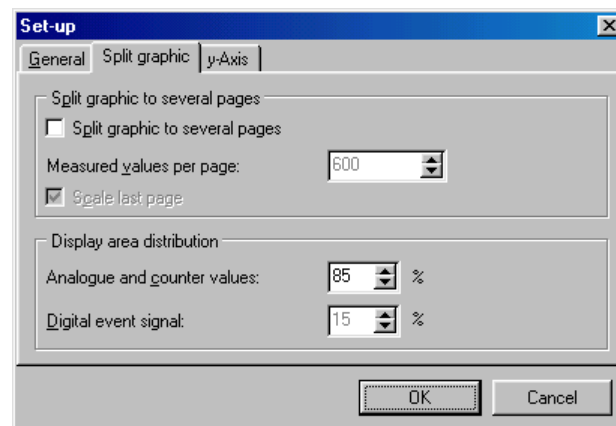 Set-up
General Split graphic y-Axis
Split graphic to several pages
Split graphic to several pages
Measured values per page: 600
Scale last page
Display area distribution
Analogue and counter values: 85 %
Digital event signal: 15 %
OK Cancel